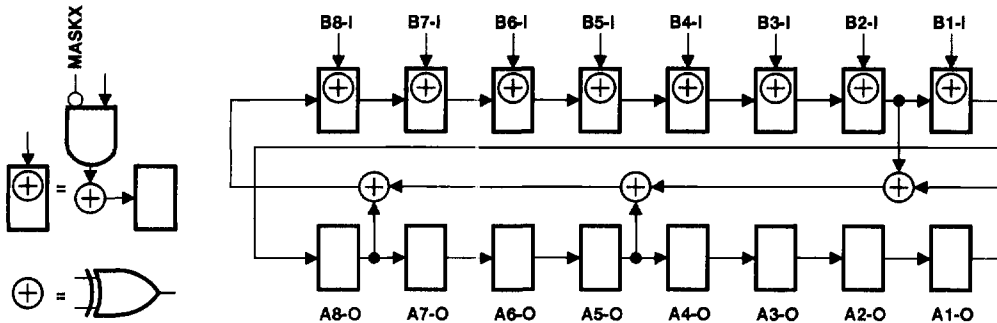 MASKX
B8-I B7-I B6-I B5-I B4-I B3-I B2-I B1-I
=
=
A8-O A7-O A6-O A5-O A4-O A3-O A2-O A1-O